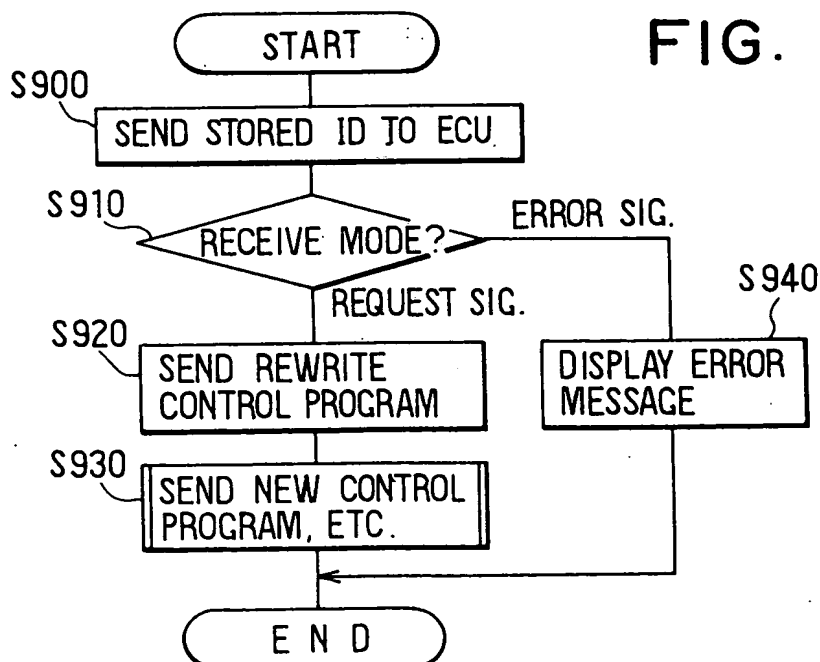 START
FIG.
S900
SEND STORED ID TO ECU
S910
RECEIVE MODE?
ERROR SIG.
REQUEST SIG.
S920
SEND REWRITE
CONTROL PROGRAM
S940
DISPLAY ERROR
MESSAGE
S930
SEND NEW CONTROL
PROGRAM, ETC.
END